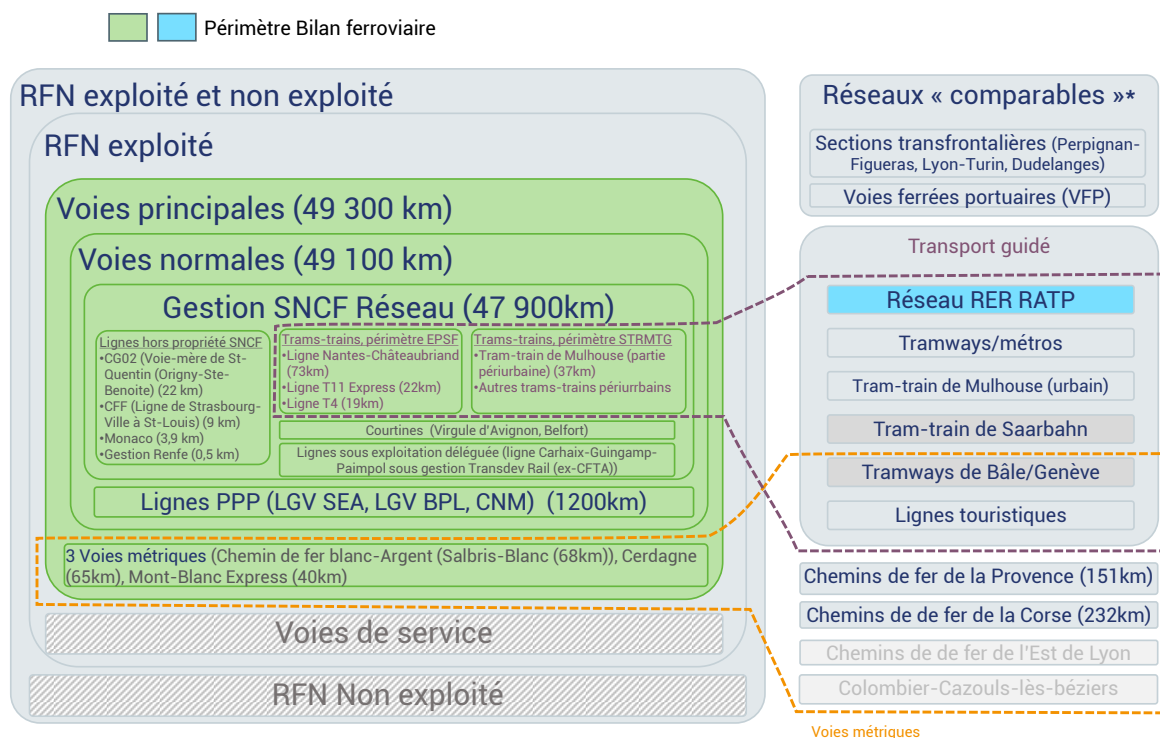 Périmètre Bilan ferroviaire
RFN exploité et non exploité
RFN exploité
Voies principales (49 300 km)
Voies normales (49 100 km)
Gestion SNCF Réseau (47 900km)
Lignes hors propriété SNCF
•CG02 (Voie-mère de St-
Quentin (Origny-Ste-
Benoite) (22 km)
•CFF (Ligne de Strasbourg-
Ville à St-Louis) (9 km)
•Monaco (3,9 km)
•Gestion Renfe (0,5 km)
Trams-trains, périmètre EPSF
•Ligne Nantes-Châteaubriand
(73km)
•Ligne T11 Express (22km)
•Ligne T4 (19km)
Trams-trains, périmètre STRMTG
•Tram-train de Mulhouse (partie
périurbaine) (37km)
•Autres trams-trains périurrbains
Courtines (Virgule d'Avignon, Belfort)
Lignes sous exploitation déléguée (ligne Carhaix-Guingamp-
Paimpol sous gestion Transdev Rail (ex-CFTA))
Lignes PPP (LGV SEA, LGV BPL, CNM) (1200km)
3 Voies métriques (Chemin de fer blanc-Argent (Salbris-Blanc (68km)), Cerdagne
(65km), Mont-Blanc Express (40km)
Voies de service
RFN Non exploité
Réseaux « comparables »*
Sections transfrontalières (Perpignan-
Figueras, Lyon-Turin, Dudelanges)
Voies ferrées portuaires (VFP)
Transport guidé
Réseau RER RATP
Tramways/métros
Tram-train de Mulhouse (urbain)
Tram-train de Saarbahn
Tramways de Bâle/Genève
Lignes touristiques
Chemins de fer de la Provence (151km)
Chemins de de fer de la Corse (232km)
Chemins de de fer de l'Est de Lyon
Colombier-Cazouls-lès-béziers
Voies métriques